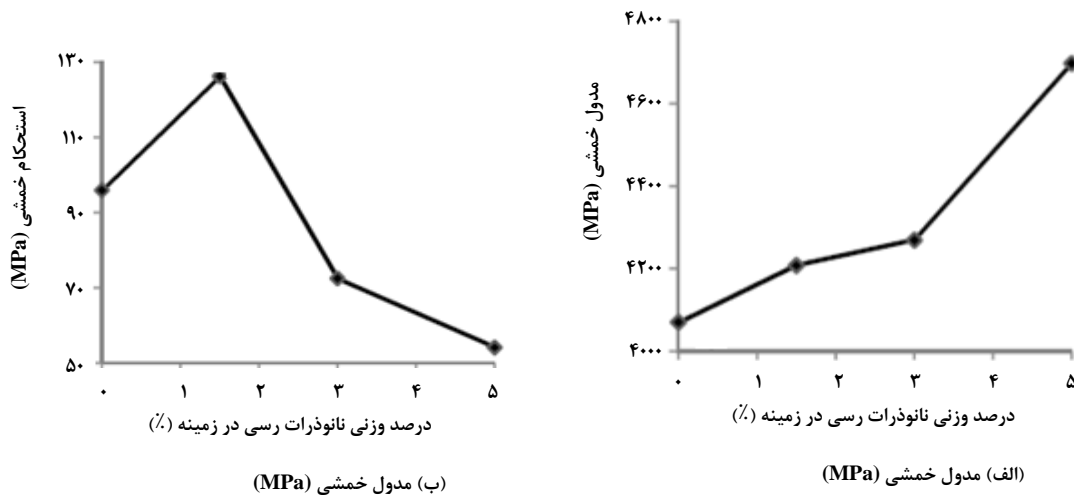 ۴۸۰۰
۴۶۰۰
۴۴۰۰
۴۲۰۰
۴۰۰۰
مدول خمشی (MPa)
۰ ۱ ۲ ۳ ۴ ۵
درصد وزنی نانوذرات رسی در زمینه (٪)
(الف) مدول خمشی (MPa)
۱۳۰
۱۱۰
۹۰
۷۰
۵۰
استحکام خمشی (MPa)
۰ ۱ ۲ ۳ ۴ ۵
درصد وزنی نانوذرات رسی در زمینه (٪)
(ب) مدول خمشی (MPa)